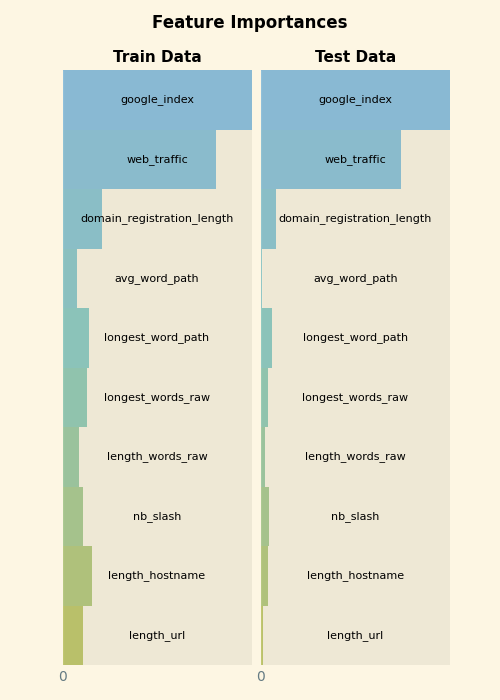 Feature Importances
Train Data
google_index
web_traffic
domain_registration_length
avg_word_path
longest_word_path
longest_words_raw
length_words_raw
nb_slash
length_hostname
length_url
0
Test Data
google_index
web_traffic
domain_registration_length
avg_word_path
longest_word_path
longest_words_raw
length_words_raw
nb_slash
length_hostname
length_url
0